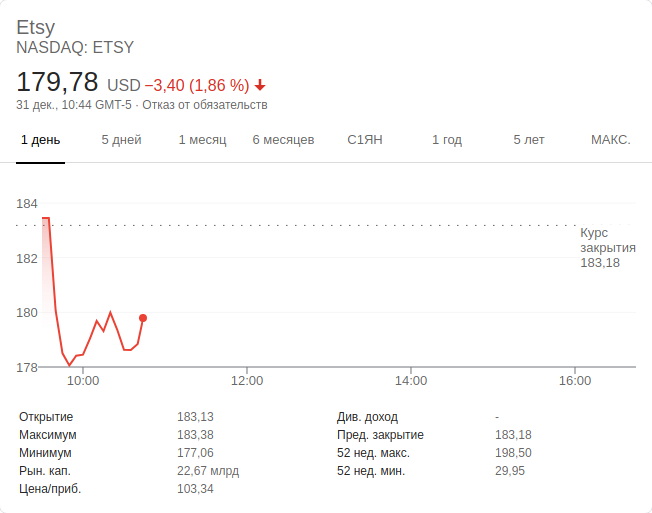 Etsy
NASDAQ: ETSY
179,78 USD −3,40 (1,86 %)
31 дек., 10:44 GMT-5 · Отказ от обязательств
1 день 5 дней 1 месяц 6 месяцев С1ЯН 1 год 5 лет МАКС.
184
Курс
закрытия
183,18
182
180
178
10:00 12:00 14:00 16:00
Открытие 183,13 Див. доход -
Максимум 183,38 Пред. закрытие 183,18
Минимум 177,06 52 нед. макс. 198,50
Рын. кап. 22,67 млрд 52 нед. мин. 29,95
Цена/приб. 103,34